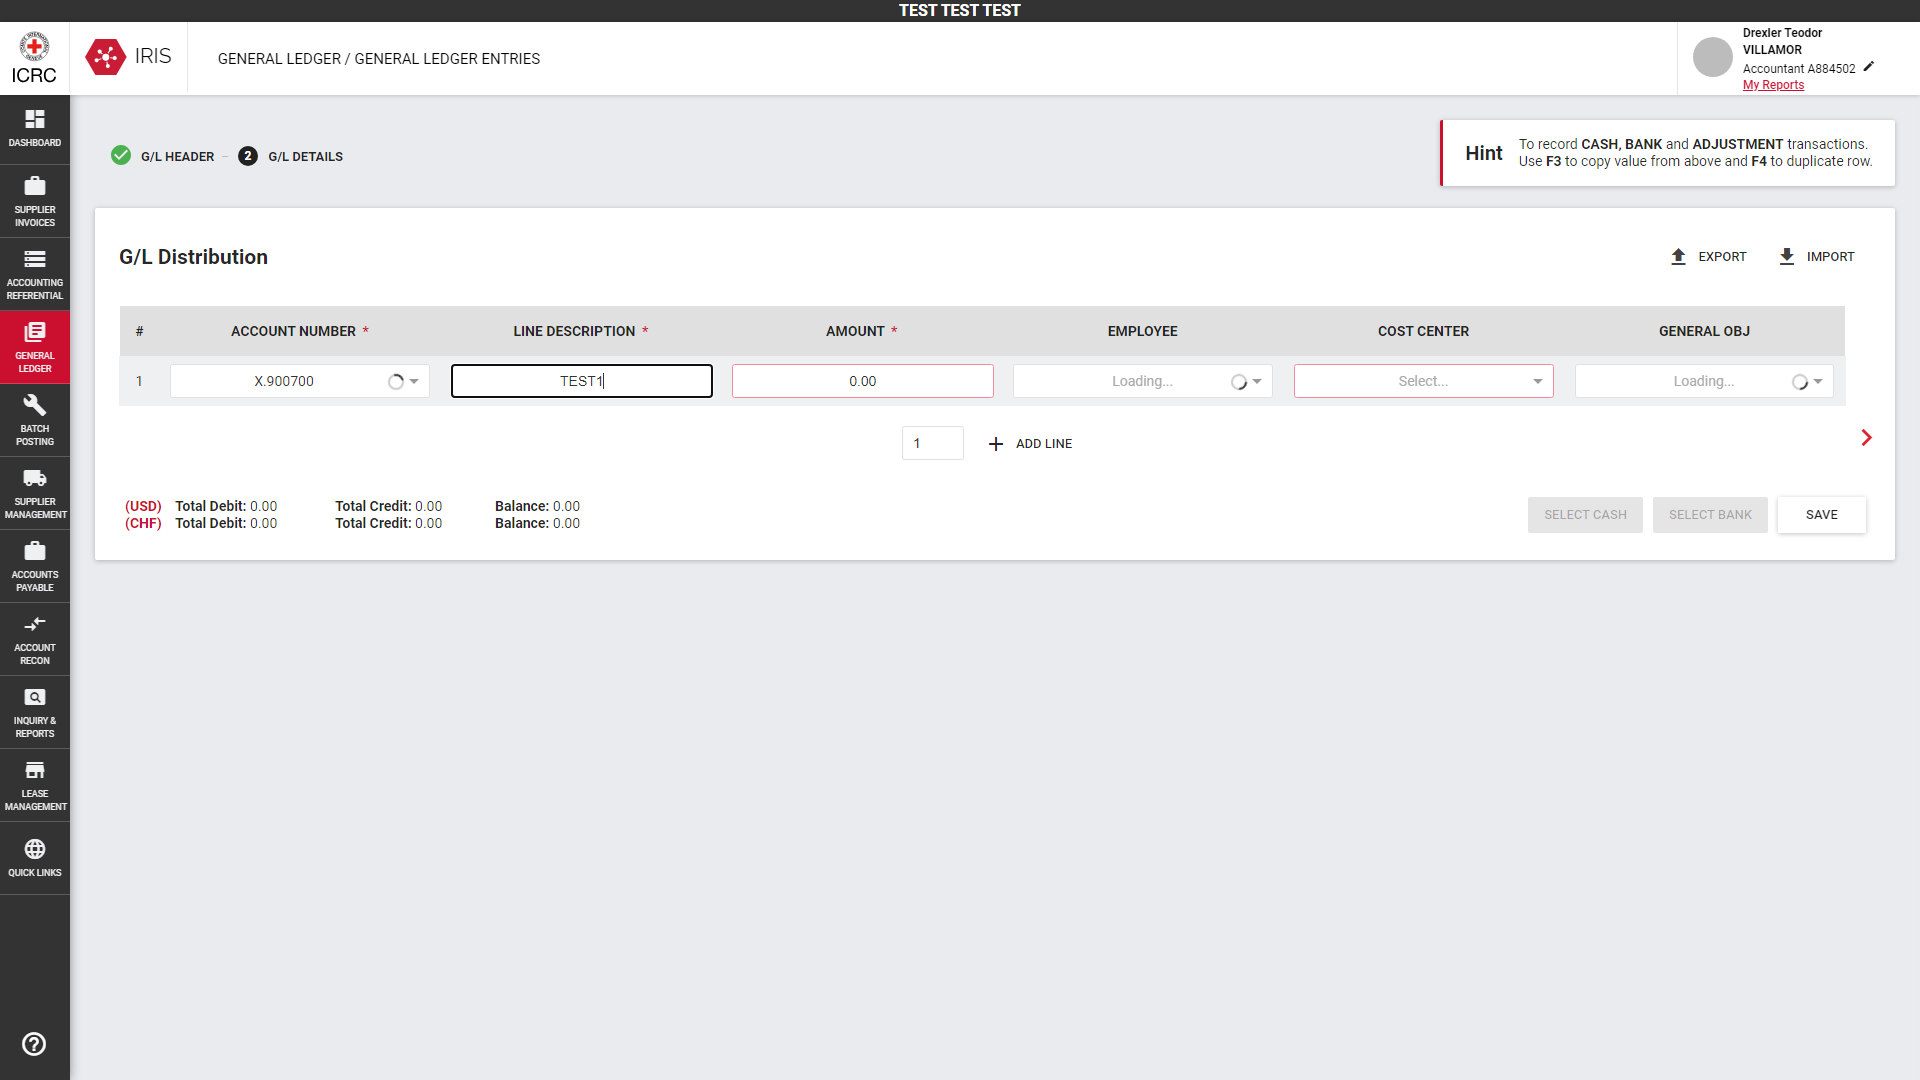 TEST TEST TEST
ICRC
IRIS
GENERAL LEDGER / GENERAL LEDGER ENTRIES
Drexler Teodor
VILLAMOR
Accountant A884502
My Reports
DASHBOARD
SUPPLIER
INVOICES
ACCOUNTING
REFERENTIAL
GENERAL
LEDGER
BATCH
POSTING
SUPPLIER
MANAGEMENT
ACCOUNTS
PAYABLE
ACCOUNT
RECON
INQUIRY &
REPORTS
LEASE
MANAGEMENT
QUICK LINKS
G/L HEADER – 2 G/L DETAILS
Hint
To record CASH, BANK and ADJUSTMENT transactions.
Use F3 to copy value from above and F4 to duplicate row.
G/L Distribution
EXPORT
IMPORT
# ACCOUNT NUMBER * LINE DESCRIPTION * AMOUNT * EMPLOYEE COST CENTER GENERAL OBJ
1 X.900700 TEST1 0.00 Loading... Select... Loading...
1 ADD LINE
(USD) Total Debit: 0.00 Total Credit: 0.00 Balance: 0.00
(CHF) Total Debit: 0.00 Total Credit: 0.00 Balance: 0.00
SELECT CASH SELECT BANK SAVE